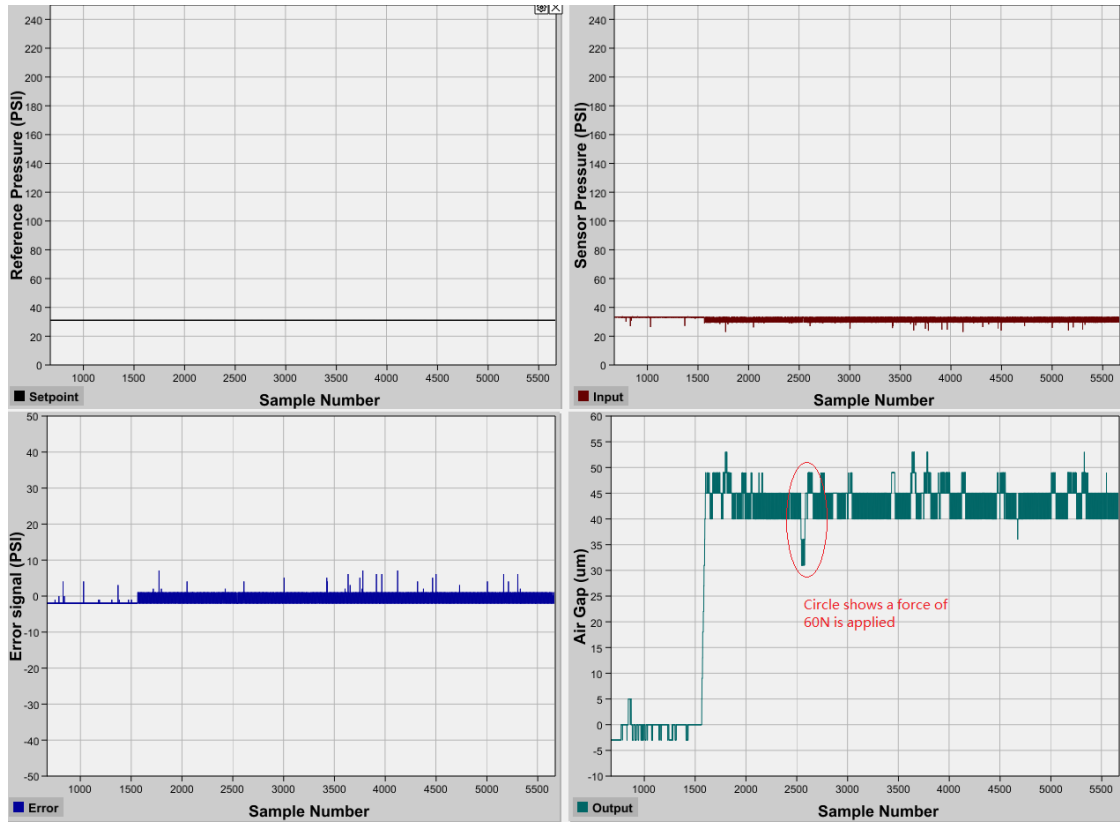 240
220
200
180
160
140
120
100
80
60
40
20
0
Reference Pressure (PSI)
1000 1500 2000 2500 3000 3500 4000 4500 5000 5500
Setpoint
Sample Number
240
220
200
180
160
140
120
100
80
60
40
20
0
Sensor Pressure (PSI)
1000 1500 2000 2500 3000 3500 4000 4500 5000 5500
Input
Sample Number
50
40
30
20
10
0
-10
-20
-30
-40
-50
Error signal (PSI)
1000 1500 2000 2500 3000 3500 4000 4500 5000 5500
Error
Sample Number
60
55
50
45
40
35
30
25
20
15
10
5
0
-5
-10
Air Gap (um)
Circle shows a force of
60N is applied
1000 1500 2000 2500 3000 3500 4000 4500 5000 5500
Output
Sample Number